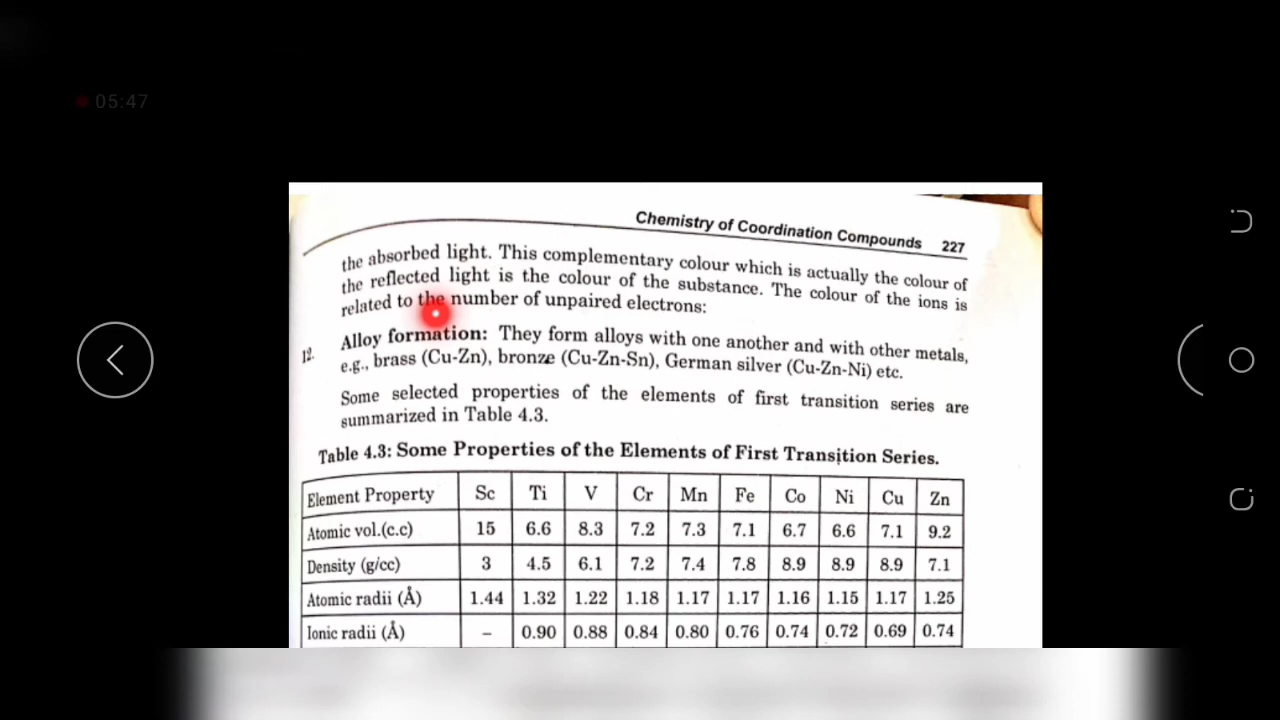 05:47
Chemistry of Coordination Compounds 227
the absorbed light. This complementary colour which is actually the colour of
the reflected light is the colour of the substance. The colour of the ions is
related to the number of unpaired electrons:
12. Alloy formation: They form alloys with one another and with other metals,
e.g., brass (Cu-Zn), bronze (Cu-Zn-Sn), German silver (Cu-Zn-Ni) etc.
Some selected properties of the elements of first transition series are
summarized in Table 4.3.
Table 4.3: Some Properties of the Elements of First Transition Series.
Element Property Sc Ti V Cr Mn Fe Co Ni Cu Zn
Atomic vol.(c.c) 15 6.6 8.3 7.2 7.3 7.1 6.7 6.6 7.1 9.2
Density (g/cc) 3 4.5 6.1 7.2 7.4 7.8 8.9 8.9 8.9 7.1
Atomic radii (Å) 1.44 1.32 1.22 1.18 1.17 1.17 1.16 1.15 1.17 1.25
Ionic radii (Å) – 0.90 0.88 0.84 0.80 0.76 0.74 0.72 0.69 0.74